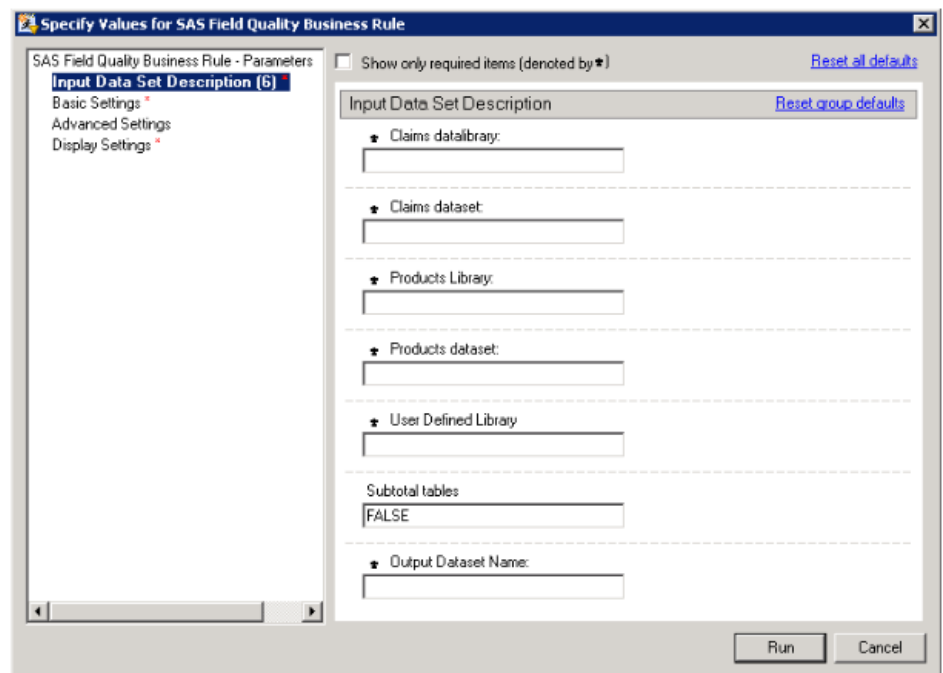 Specify Values for SAS Field Quality Business Rule
SAS Field Quality Business Rule - Parameters
Input Data Set Description (6) *
Basic Settings *
Advanced Settings
Display Settings *
Show only required items (denoted by *)
Reset all defaults
Input Data Set Description
Reset group defaults
* Claims datalibrary:
* Claims dataset:
* Products Library:
* Products dataset:
* User Defined Library
Subtotal tables
FALSE
* Output Dataset Name:
Run
Cancel